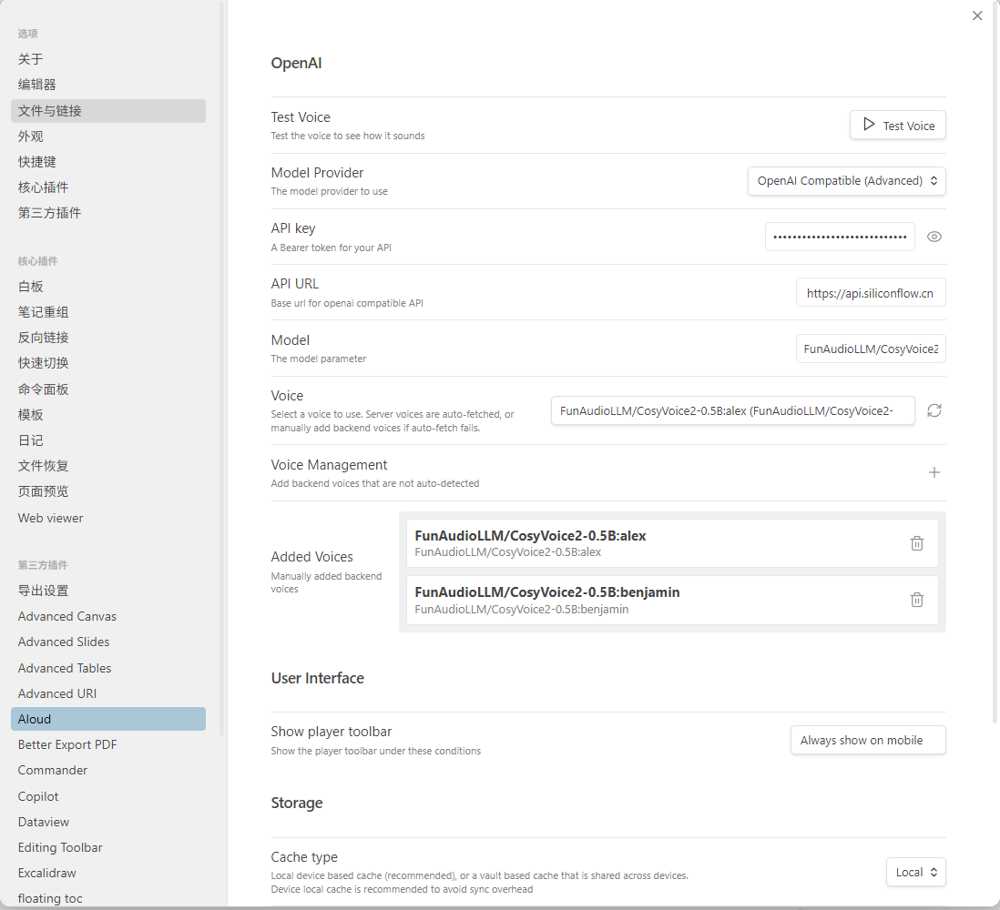 选项
关于
编辑器
文件与链接
外观
快捷键
核心插件
第三方插件
核心插件
白板
笔记重组
反向链接
快速切换
命令面板
模板
日记
文件恢复
页面预览
Web viewer
第三方插件
导出设置
Advanced Canvas
Advanced Slides
Advanced Tables
Advanced URI
Aloud
Better Export PDF
Commander
Copilot
Dataview
Editing Toolbar
Excalidraw
floating toc
OpenAI
Test Voice
Test the voice to see how it sounds
Test Voice
Model Provider
The model provider to use
OpenAI Compatible (Advanced)
API key
A Bearer token for your API
API URL
Base url for openai compatible API
https://api.siliconflow.cn
Model
The model parameter
FunAudioLLM/CosyVoice2
Voice
Select a voice to use. Server voices are auto-fetched, or
manually add backend voices if auto-fetch fails.
FunAudioLLM/CosyVoice2-0.5B:alex (FunAudioLLM/CosyVoice2-
Voice Management
Add backend voices that are not auto-detected
Added Voices
Manually added backend
voices
FunAudioLLM/CosyVoice2-0.5B:alex
FunAudioLLM/CosyVoice2-0.5B:alex
FunAudioLLM/CosyVoice2-0.5B:benjamin
FunAudioLLM/CosyVoice2-0.5B:benjamin
User Interface
Show player toolbar
Show the player toolbar under these conditions
Always show on mobile
Storage
Cache type
Local device based cache (recommended), or a vault based cache that is shared across devices.
Device local cache is recommended to avoid sync overhead
Local